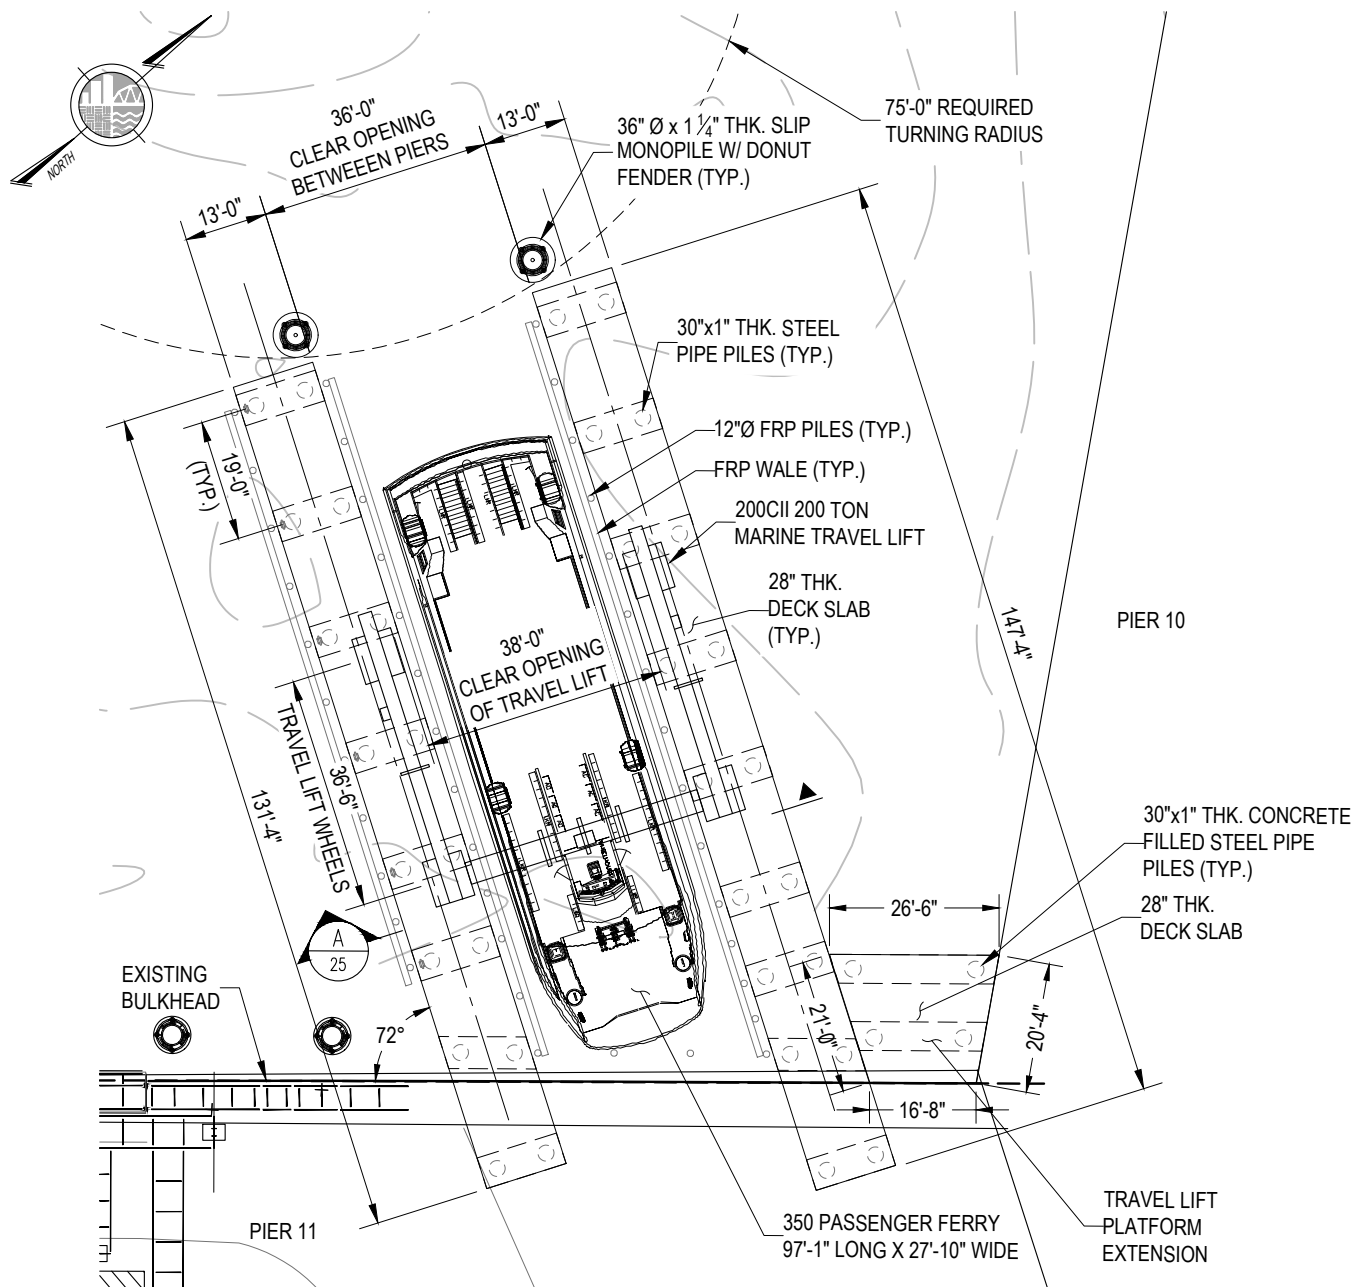 NORTH
36'-0"
CLEAR OPENING
BETWEEEN PIERS
13'-0"
13'-0"
36" Ø x 1 1/4" THK. SLIP
MONOPILE W/ DONUT
FENDER (TYP.)
75'-0" REQUIRED
TURNING RADIUS
30"x1" THK. STEEL
PIPE PILES (TYP.)
12"Ø FRP PILES (TYP.)
FRP WALE (TYP.)
200CII 200 TON
MARINE TRAVEL LIFT
28" THK.
DECK SLAB
(TYP.)
19'-0"
(TYP.)
38'-0"
CLEAR OPENING
OF TRAVEL LIFT
147'-4"
PIER 10
36'-6"
TRAVEL LIFT WHEELS
131'-4"
30"x1" THK. CONCRETE
FILLED STEEL PIPE
PILES (TYP.)
26'-6"
28" THK.
DECK SLAB
A
25
EXISTING
BULKHEAD
72°
21'-0"
20'-4"
16'-8"
PIER 11
350 PASSENGER FERRY
97'-1" LONG X 27'-10" WIDE
TRAVEL LIFT
PLATFORM
EXTENSION